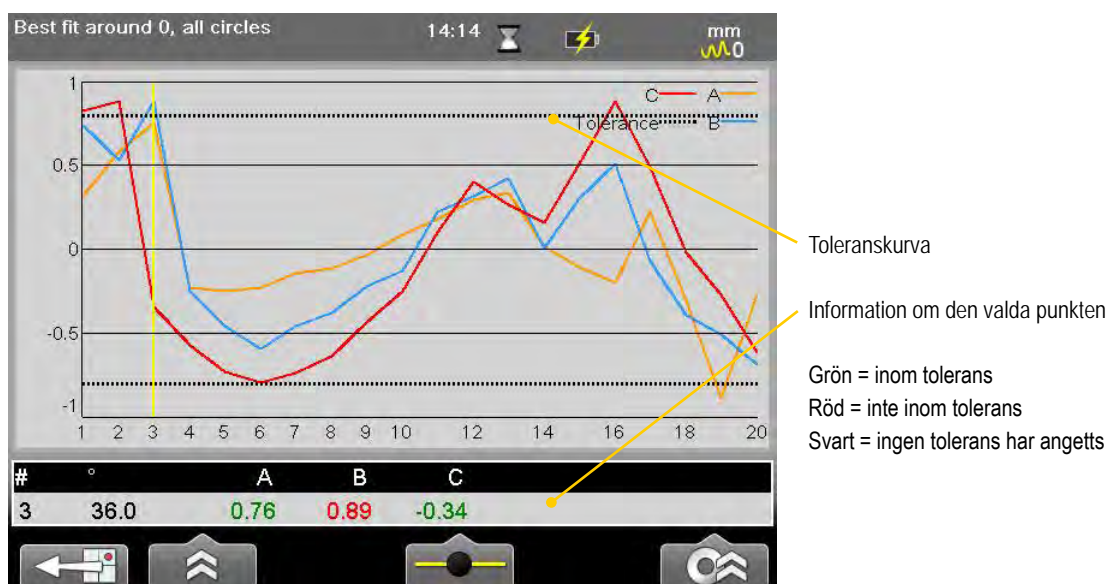 Best fit around 0, all circles 14:14 mm
0
1
C A
Tolerance B
0.5
0
-0.5
-1
1 2 3 4 5 6 7 8 9 10 12 14 16 18 20
# ° A B C
3 36.0 0.76 0.89 -0.34
Toleranskurva
Information om den valda punkten
Grön = inom tolerans
Röd = inte inom tolerans
Svart = ingen tolerans har angetts